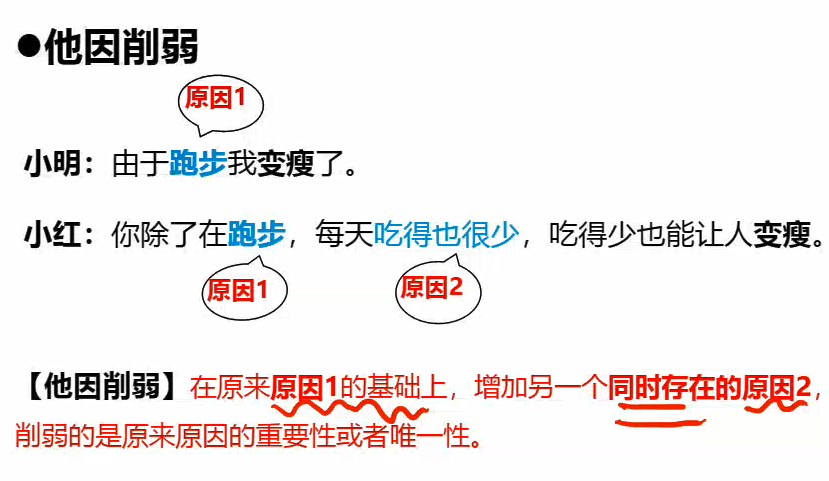 ●他因削弱
原因1
小明：由于跑步我变瘦了。
小红：你除了在跑步，每天吃得也很少，吃得少也能让人变瘦。
原因1
原因2
【他因削弱】在原来原因1的基础上，增加另一个同时存在的原因2，
削弱的是原来原因的重要性或者唯一性。